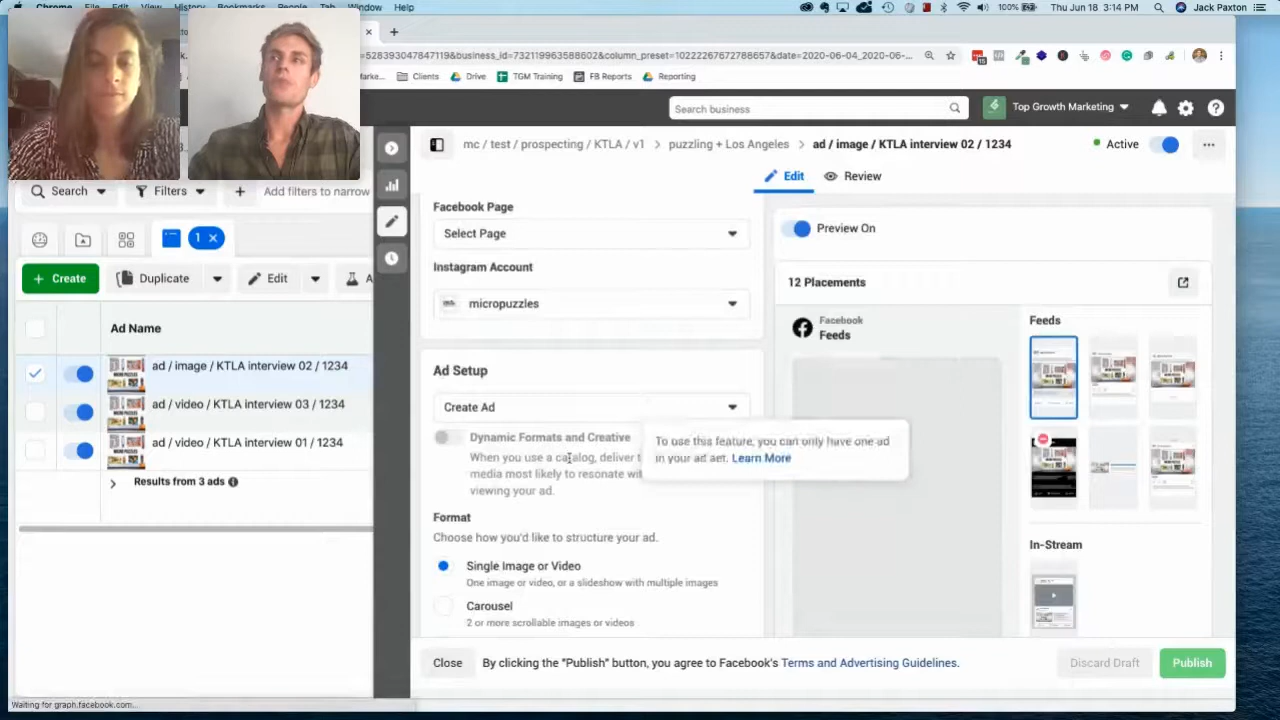 Chrome
View
History
Bookmarks
Tab
Window
Help
100%
Thu Jun 18 3:14 PM
Jack Paxton
=528393047847119&business_id=732119963588602&column_preset=10222267672788657&date=2020-06-04_2020-06-...
Clients
Drive
TGM Training
FB Reports
Reporting
Search business
Top Growth Marketing
mc / test / prospecting / KTLA / v1
puzzling + Los Angeles
ad / image / KTLA interview 02 / 1234
Active
Search
Filters
Add filters to narrow
Edit
Review
1
Create
Duplicate
Edit
A
Ad Name
ad / image / KTLA interview 02 / 1234
ad / video / KTLA interview 03 / 1234
ad / video / KTLA interview 01 / 1234
Results from 3 ads
Facebook Page
Select Page
Instagram Account
micropuzzles
Ad Setup
Create Ad
Dynamic Formats and Creative
When you use a catalog, deliver t
media most likely to resonate wi
viewing your ad.
To use this feature, you can only have one ad
in your ad set. Learn More
Format
Choose how you'd like to structure your ad.
Single Image or Video
One image or video, or a slideshow with multiple images
Carousel
2 or more scrollable images or videos
Preview On
12 Placements
Facebook
Feeds
Feeds
In-Stream
Close
By clicking the "Publish" button, you agree to Facebook's Terms and Advertising Guidelines.
Discard Draft
Publish
Waiting for graph.facebook.com...